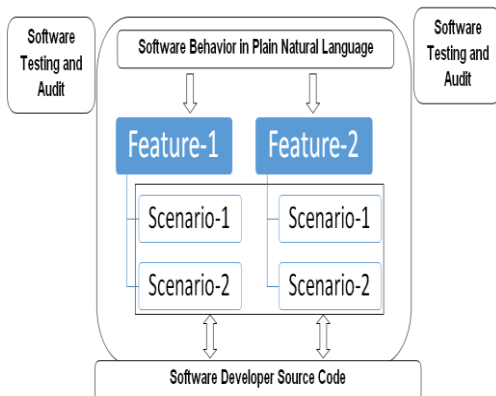 Software
Testing and
Audit
Software Behavior in Plain Natural Language
Software
Testing and
Audit
Feature-1
Feature-2
Scenario-1
Scenario-1
Scenario-2
Scenario-2
Software Developer Source Code